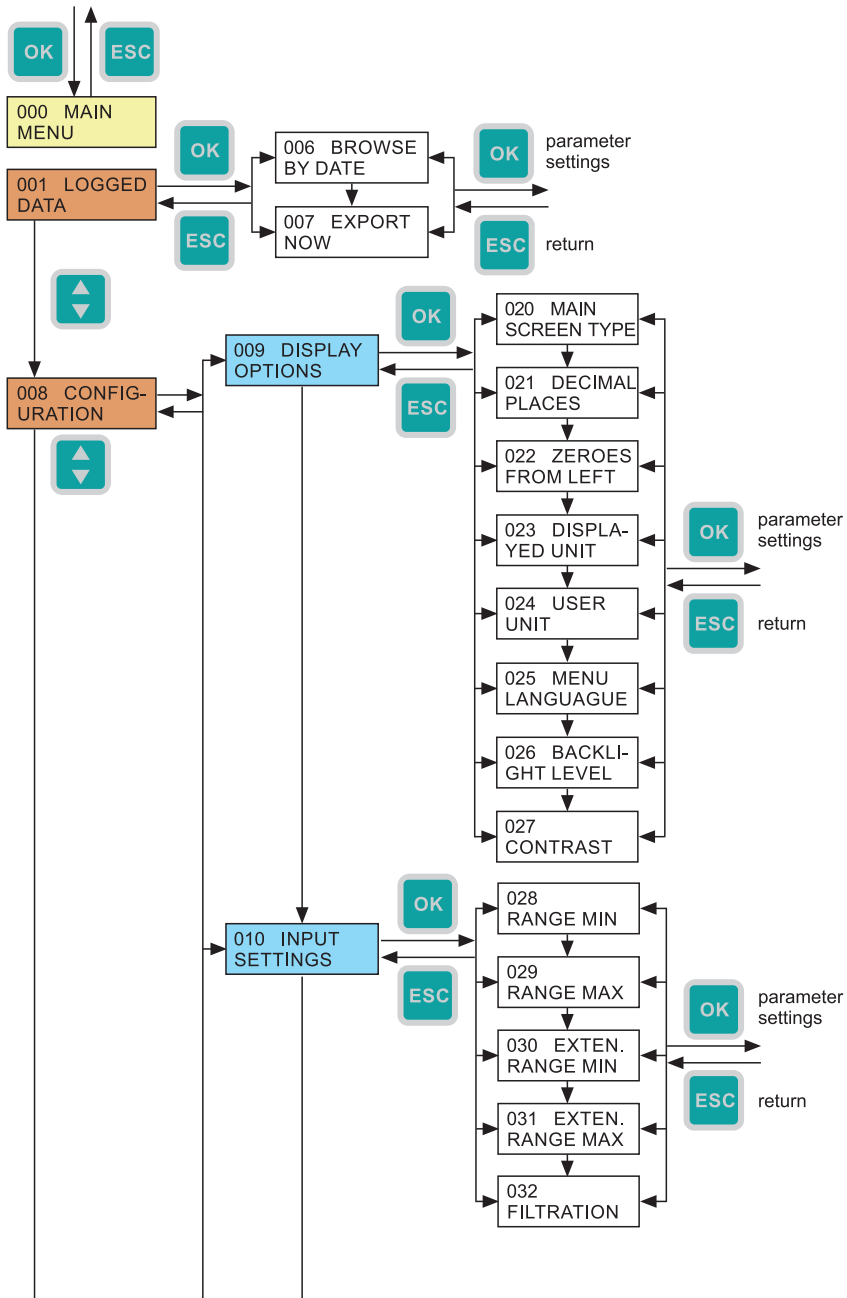 OK
ESC
000 MAIN
MENU
001 LOGGED
DATA
OK
ESC
006 BROWSE
BY DATE
007 EXPORT
NOW
OK
parameter
settings
ESC
return
008 CONFIG-
URATION
009 DISPLAY
OPTIONS
OK
ESC
020 MAIN
SCREEN TYPE
021 DECIMAL
PLACES
022 ZEROES
FROM LEFT
023 DISPLA-
YED UNIT
024 USER
UNIT
025 MENU
LANGUAGUE
026 BACKLI-
GHT LEVEL
027
CONTRAST
OK
parameter
settings
ESC
return
010 INPUT
SETTINGS
OK
ESC
028
RANGE MIN
029
RANGE MAX
030 EXTEN.
RANGE MIN
031 EXTEN.
RANGE MAX
032
FILTRATION
OK
parameter
settings
ESC
return